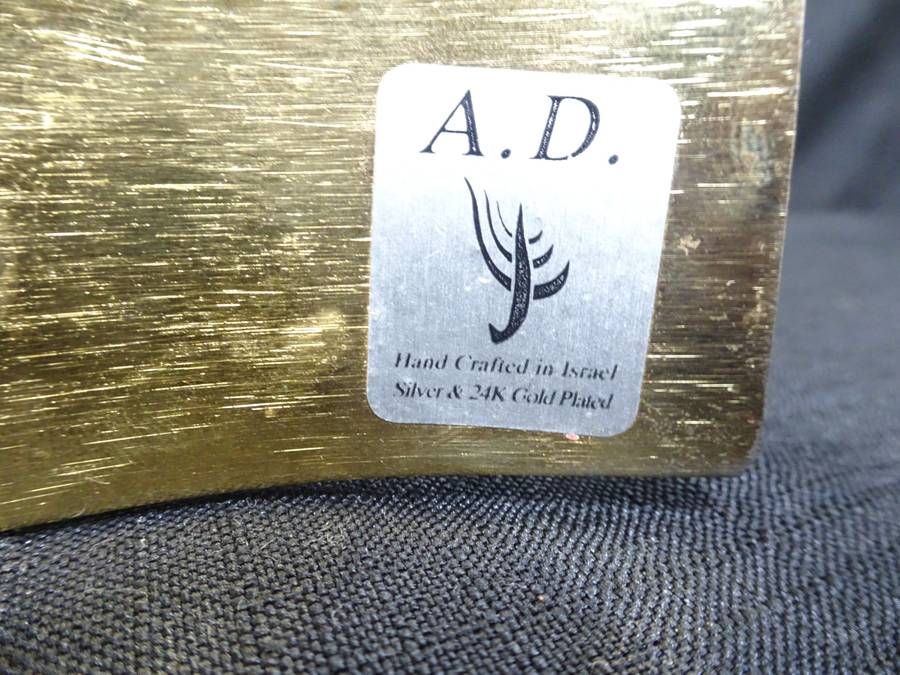 A. D.
Hand Crafted in Israel
Silver & 24K Gold Plated